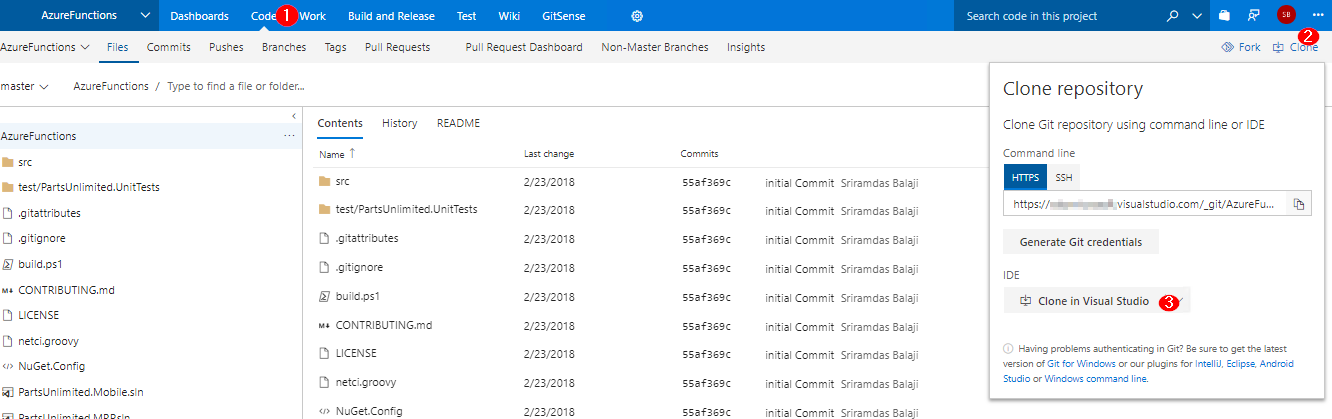 AzureFunctions Dashboards Code 1 Work Build and Release Test Wiki GitSense Search code in this project SB
2
AzureFunctions Files Commits Pushes Branches Tags Pull Requests Pull Request Dashboard Non-Master Branches Insights Fork Clone
master AzureFunctions / Type to find a file or folder...
AzureFunctions
src
test/PartsUnlimited.UnitTests
.gitattributes
.gitignore
build.ps1
CONTRIBUTING.md
LICENSE
netci.groovy
NuGet.Config
PartsUnlimited.Mobile.sln
PartsUnlimited.MRP.sln
Contents History README
Name Last change Commits
src 2/23/2018 55af369c initial Commit Sriramdas Balaji
test/PartsUnlimited.UnitTests 2/23/2018 55af369c initial Commit Sriramdas Balaji
.gitattributes 2/23/2018 55af369c initial Commit Sriramdas Balaji
.gitignore 2/23/2018 55af369c initial Commit Sriramdas Balaji
build.ps1 2/23/2018 55af369c initial Commit Sriramdas Balaji
CONTRIBUTING.md 2/23/2018 55af369c initial Commit Sriramdas Balaji
LICENSE 2/23/2018 55af369c initial Commit Sriramdas Balaji
netci.groovy 2/23/2018 55af369c initial Commit Sriramdas Balaji
NuGet.Config 2/23/2018 55af369c initial Commit Sriramdas Balaji
Clone repository
Clone Git repository using command line or IDE
Command line
HTTPS SSH
https:// .visualstudio.com/_git/AzureFu...
Generate Git credentials
IDE
Clone in Visual Studio 3
Having problems authenticating in Git? Be sure to get the latest
version of Git for Windows or our plugins for IntelliJ, Eclipse, Android
Studio or Windows command line.